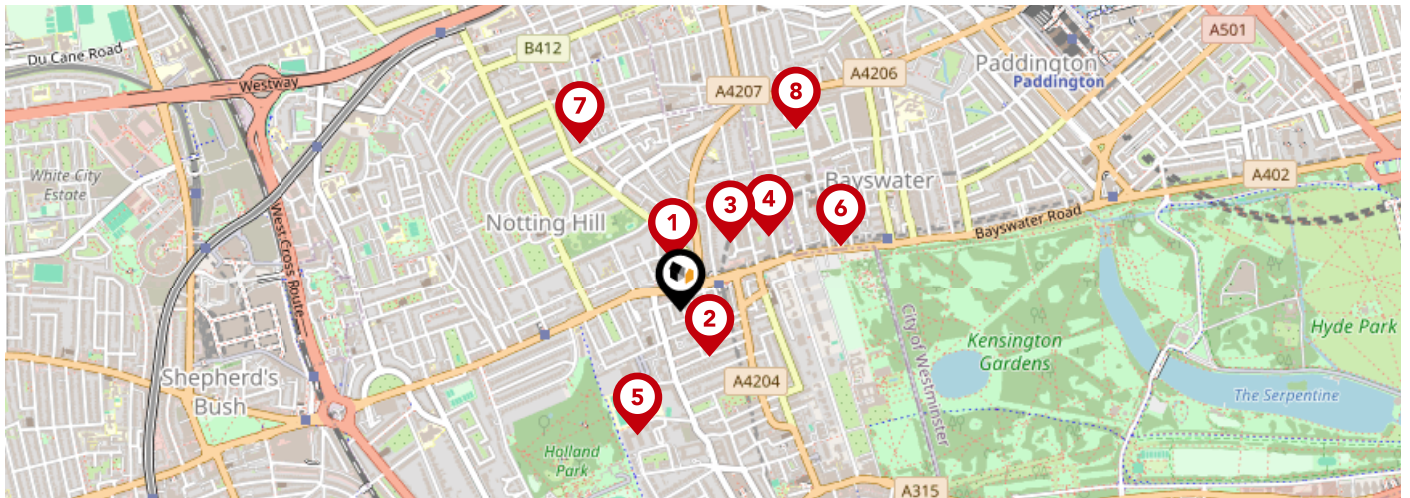 Du Cane Road
B412
A501
Paddington
Paddington
A4206
A4207
8
7
Westway
White City
Estate
Bayswater
A402
West Cross Route
Notting Hill
1
3
4
6
Bayswater Road
2
City of Westminster
Kensington
Gardens
Hyde Park
Shepherd's
Bush
5
A4204
The Serpentine
Holland
Park
A315